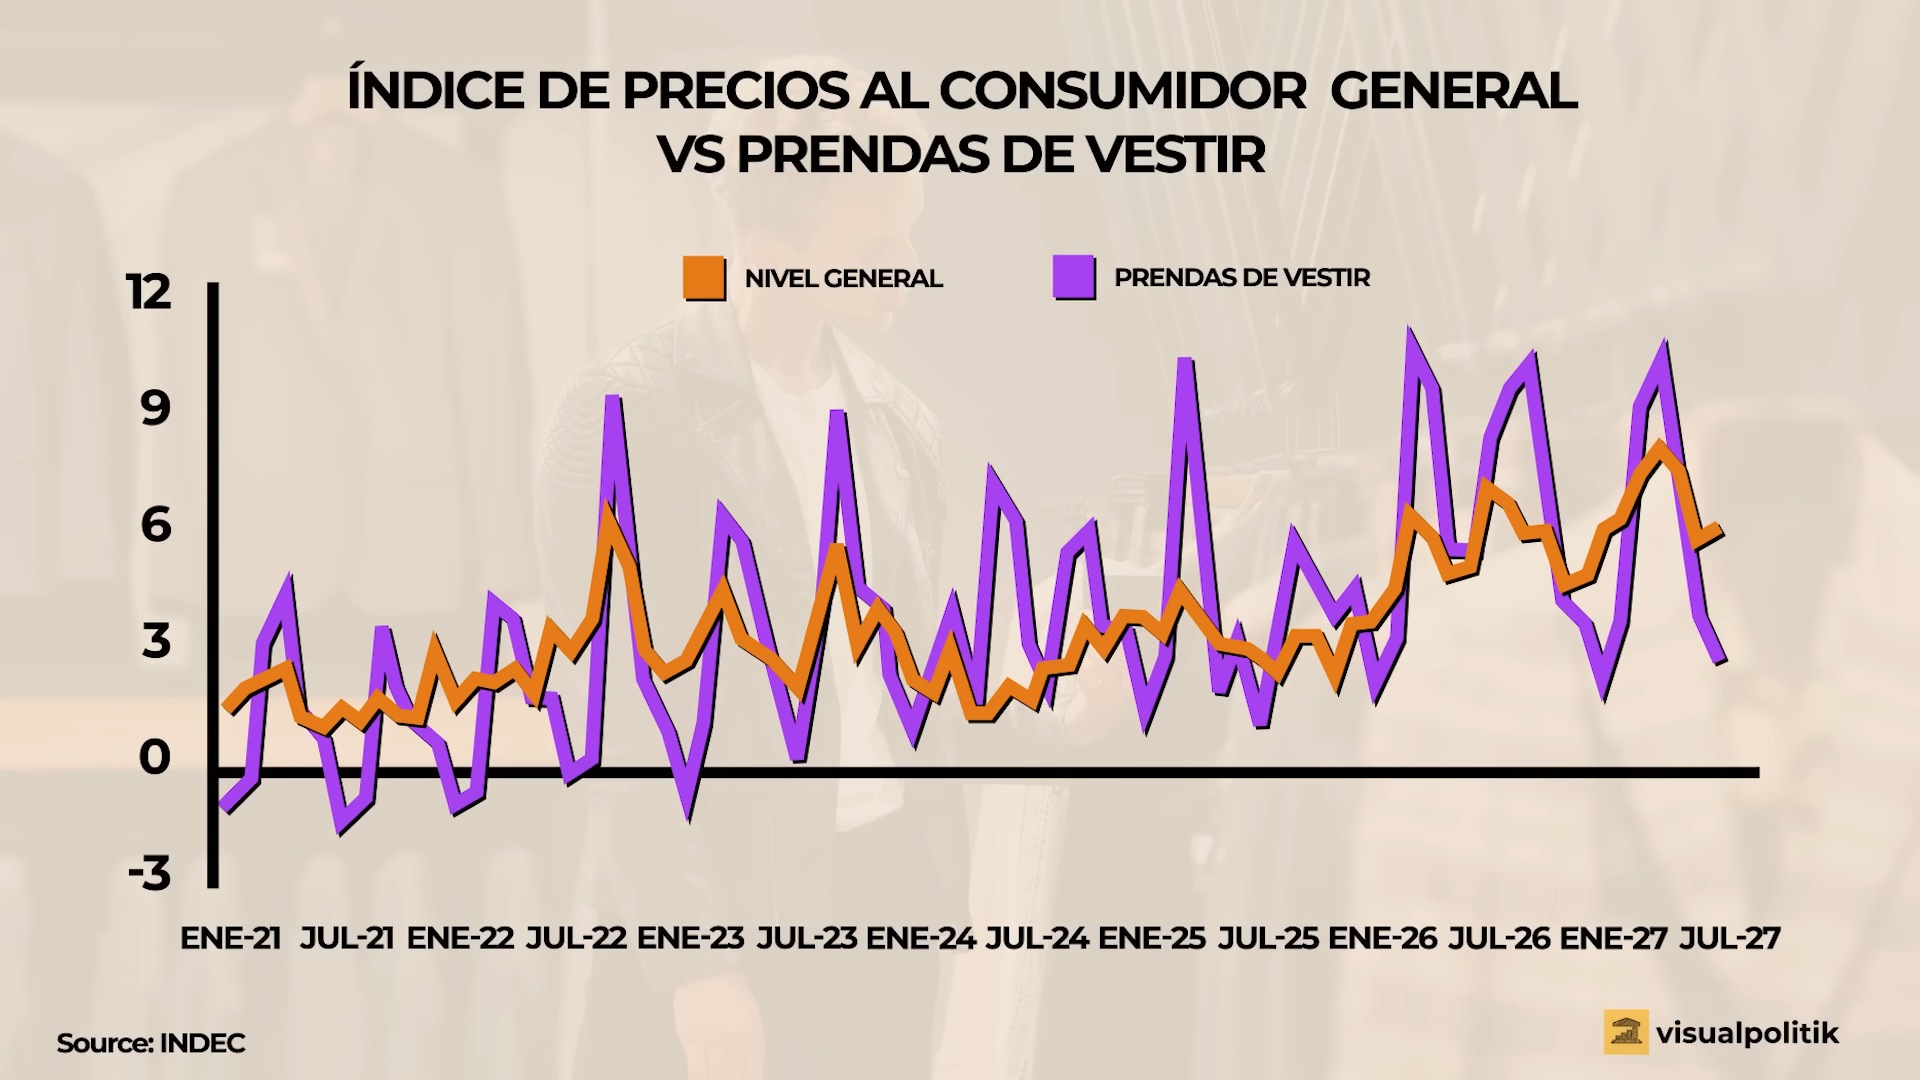 ÍNDICE DE PRECIOS AL CONSUMIDOR GENERAL
VS PRENDAS DE VESTIR
NIVEL GENERAL
PRENDAS DE VESTIR
12
9
6
3
0
-3
ENE-21 JUL-21 ENE-22 JUL-22 ENE-23 JUL-23 ENE-24 JUL-24 ENE-25 JUL-25 ENE-26 JUL-26 ENE-27 JUL-27
Source: INDEC
visualpolitik